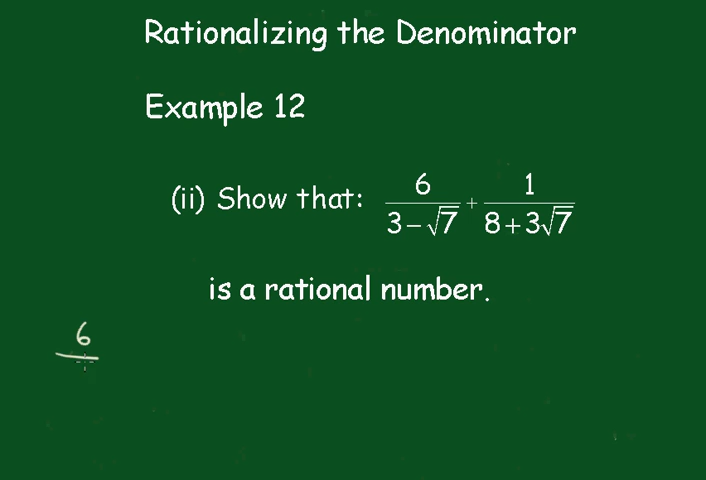 Rationalizing the Denominator
Example 12
(ii) Show that: 6/(3−√7) + 1/(8+3√7)
is a rational number.
6